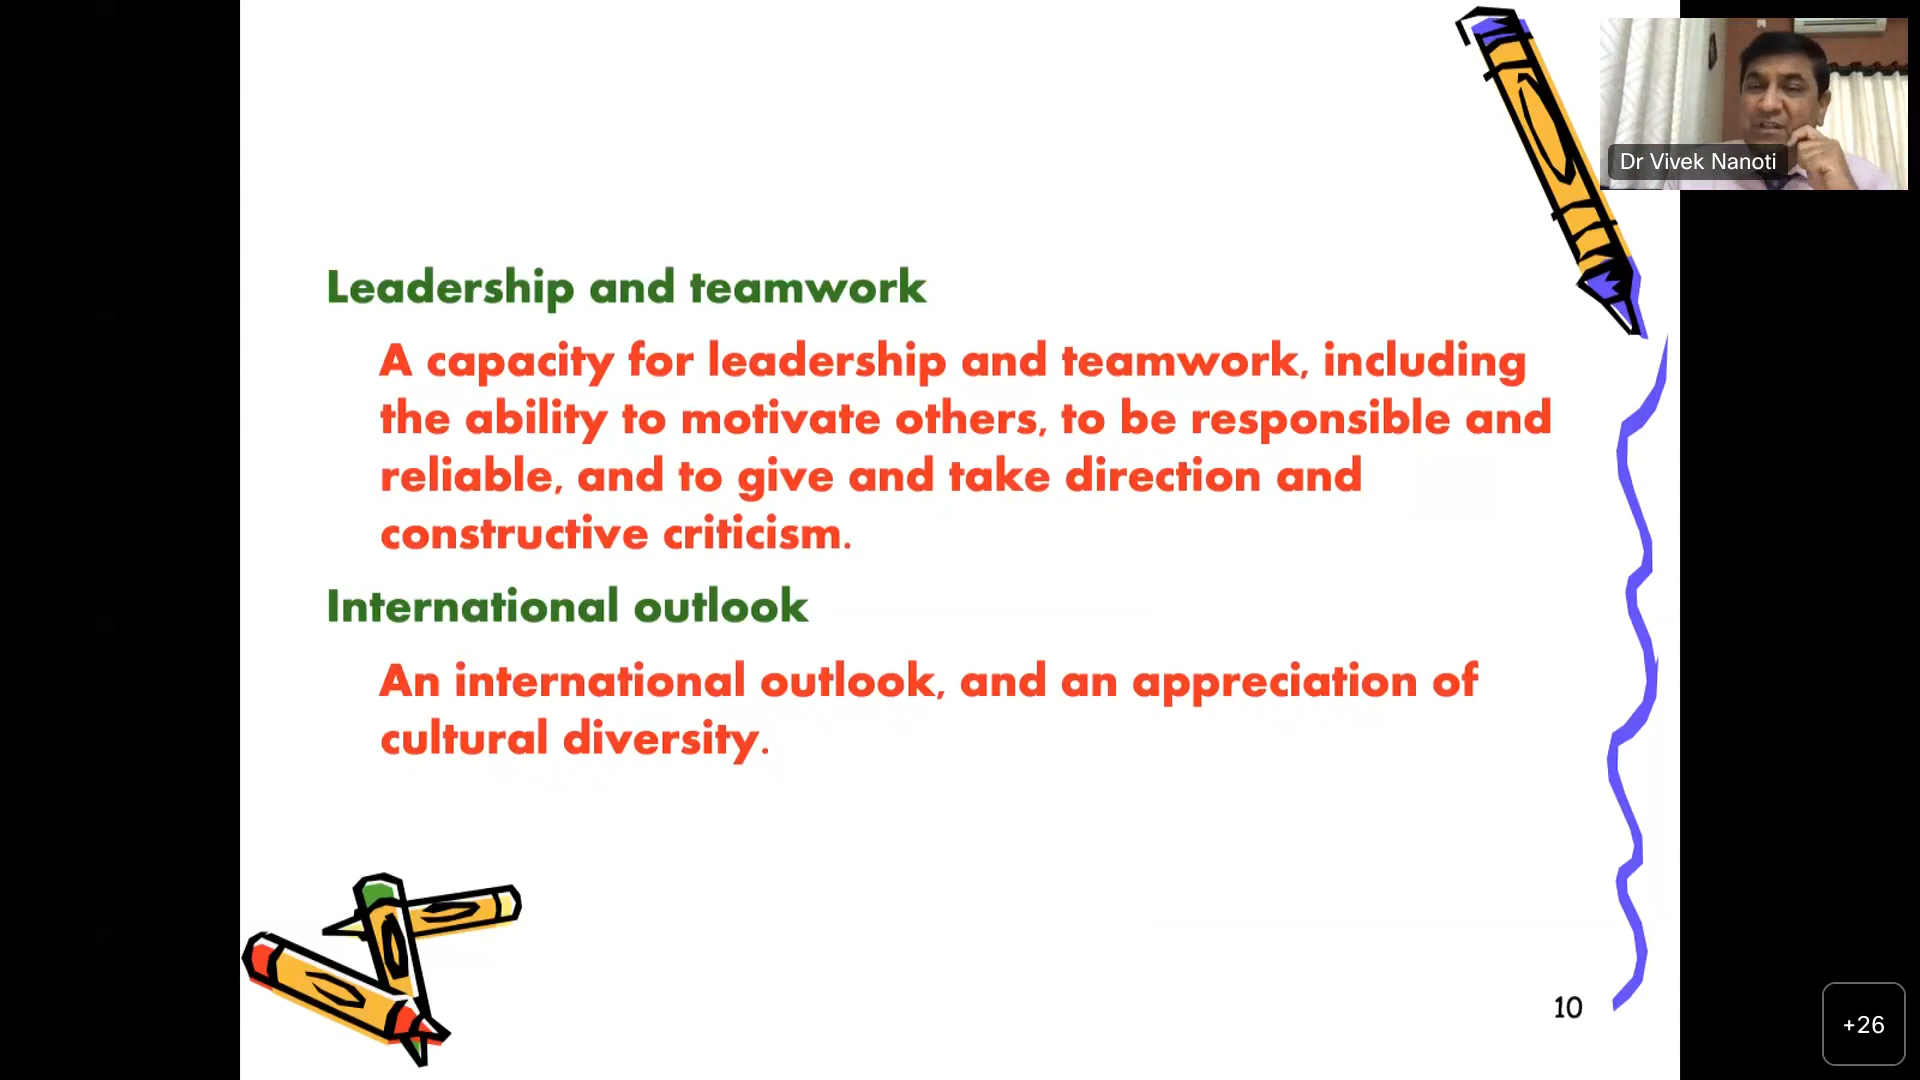 Dr Vivek Nanoti
Leadership and teamwork
A capacity for leadership and teamwork, including
the ability to motivate others, to be responsible and
reliable, and to give and take direction and
constructive criticism.
International outlook
An international outlook, and an appreciation of
cultural diversity.
10
+26